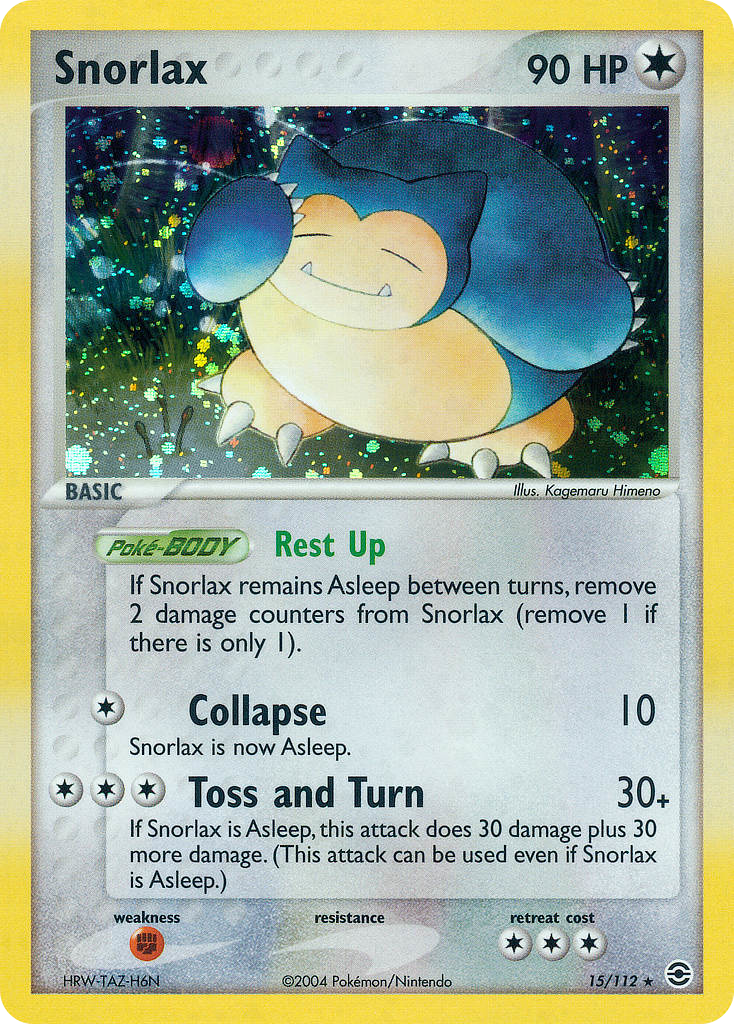 Snorlax 90 HP
BASIC
Illus. Kagemaru Himeno
Poké-BODY Rest Up
If Snorlax remains Asleep between turns, remove
2 damage counters from Snorlax (remove 1 if
there is only 1).
Collapse 10
Snorlax is now Asleep.
Toss and Turn 30+
If Snorlax is Asleep, this attack does 30 damage plus 30
more damage. (This attack can be used even if Snorlax
is Asleep.)
weakness resistance retreat cost
HRW-TAZ-H6N ©2004 Pokémon/Nintendo 15/112 ★